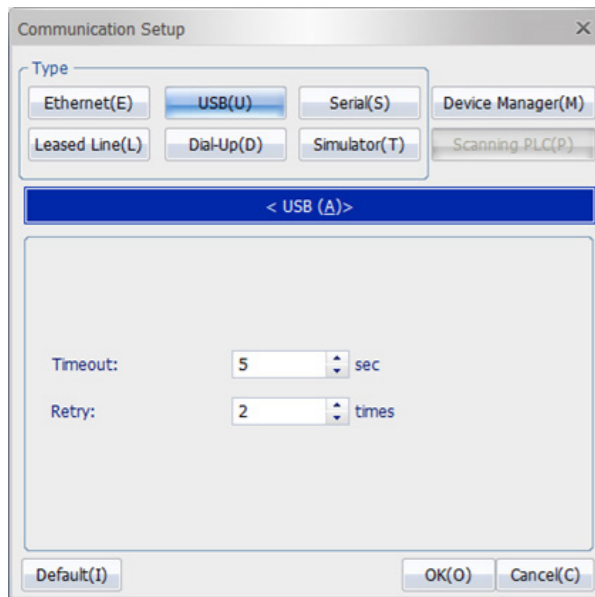 Communication Setup
Type
Ethernet(E) USB(U) Serial(S) Device Manager(M)
Leased Line(L) Dial-Up(D) Simulator(T) Scanning PLC(P)
< USB (A)>
Timeout: 5 sec
Retry: 2 times
Default(I) OK(O) Cancel(C)